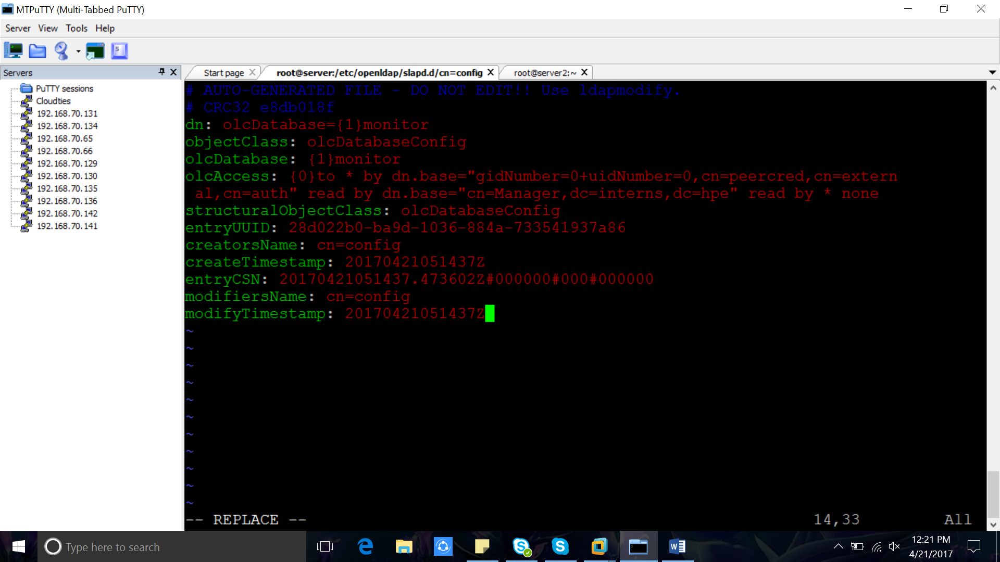 MTPuTTY (Multi-Tabbed PuTTY)
Server View Tools Help
Servers
PuTTY sessions
Cloudties
192.168.70.131
192.168.70.134
192.168.70.65
192.168.70.66
192.168.70.129
192.168.70.130
192.168.70.135
192.168.70.136
192.168.70.142
192.168.70.141
Start page
root@server:/etc/openldap/slapd.d/cn=config
root@server2:~
# AUTO-GENERATED FILE - DO NOT EDIT!! Use ldapmodify.
# CRC32 e8db018f
dn: olcDatabase={1}monitor
objectClass: olcDatabaseConfig
olcDatabase: {1}monitor
olcAccess: {0}to * by dn.base="gidNumber=0+uidNumber=0,cn=peercred,cn=extern
 al,cn=auth" read by dn.base="cn=Manager,dc=interns,dc=hpe" read by * none
structuralObjectClass: olcDatabaseConfig
entryUUID: 28d022b0-ba9d-1036-884a-733541937a86
creatorsName: cn=config
createTimestamp: 20170421051437Z
entryCSN: 20170421051437.473602Z#000000#000#000000
modifiersName: cn=config
modifyTimestamp: 20170421051437Z
~
~
~
~
~
~
~
~
~
~
~
-- REPLACE -- 14,33 All
Type here to search
12:21 PM
4/21/2017